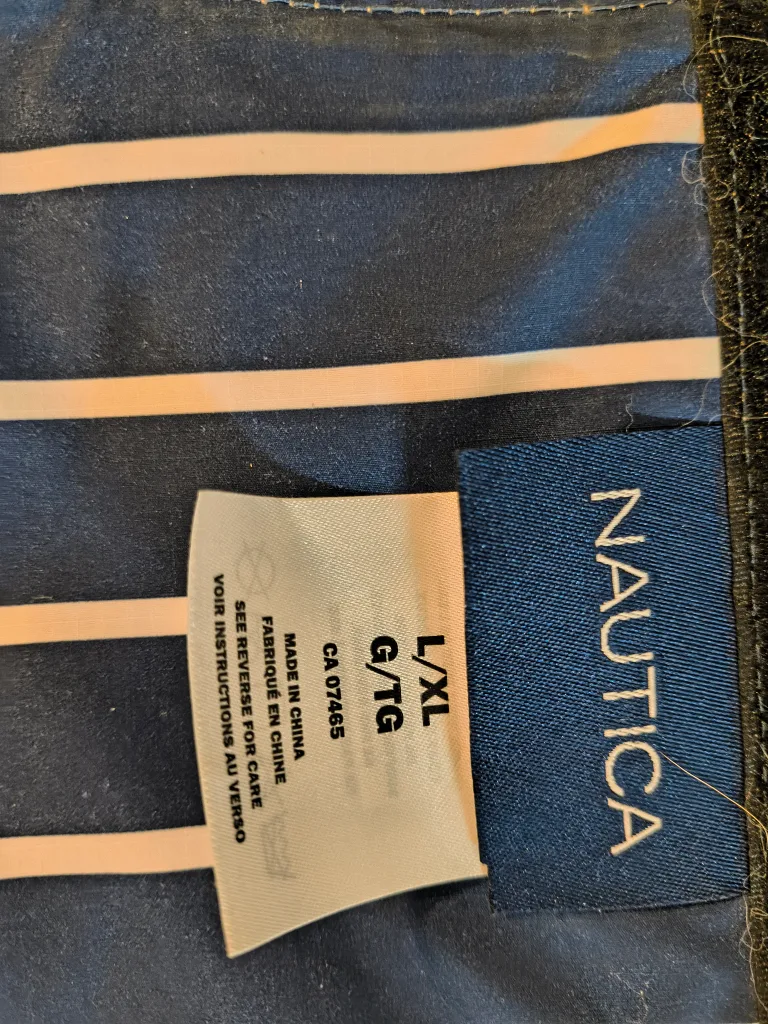 NAUTICA
L/XL
G/TG
CA 07465
MADE IN CHINA
FABRIQUÉ EN CHINE
SEE REVERSE FOR CARE
VOIR INSTRUCTIONS AU VERSO